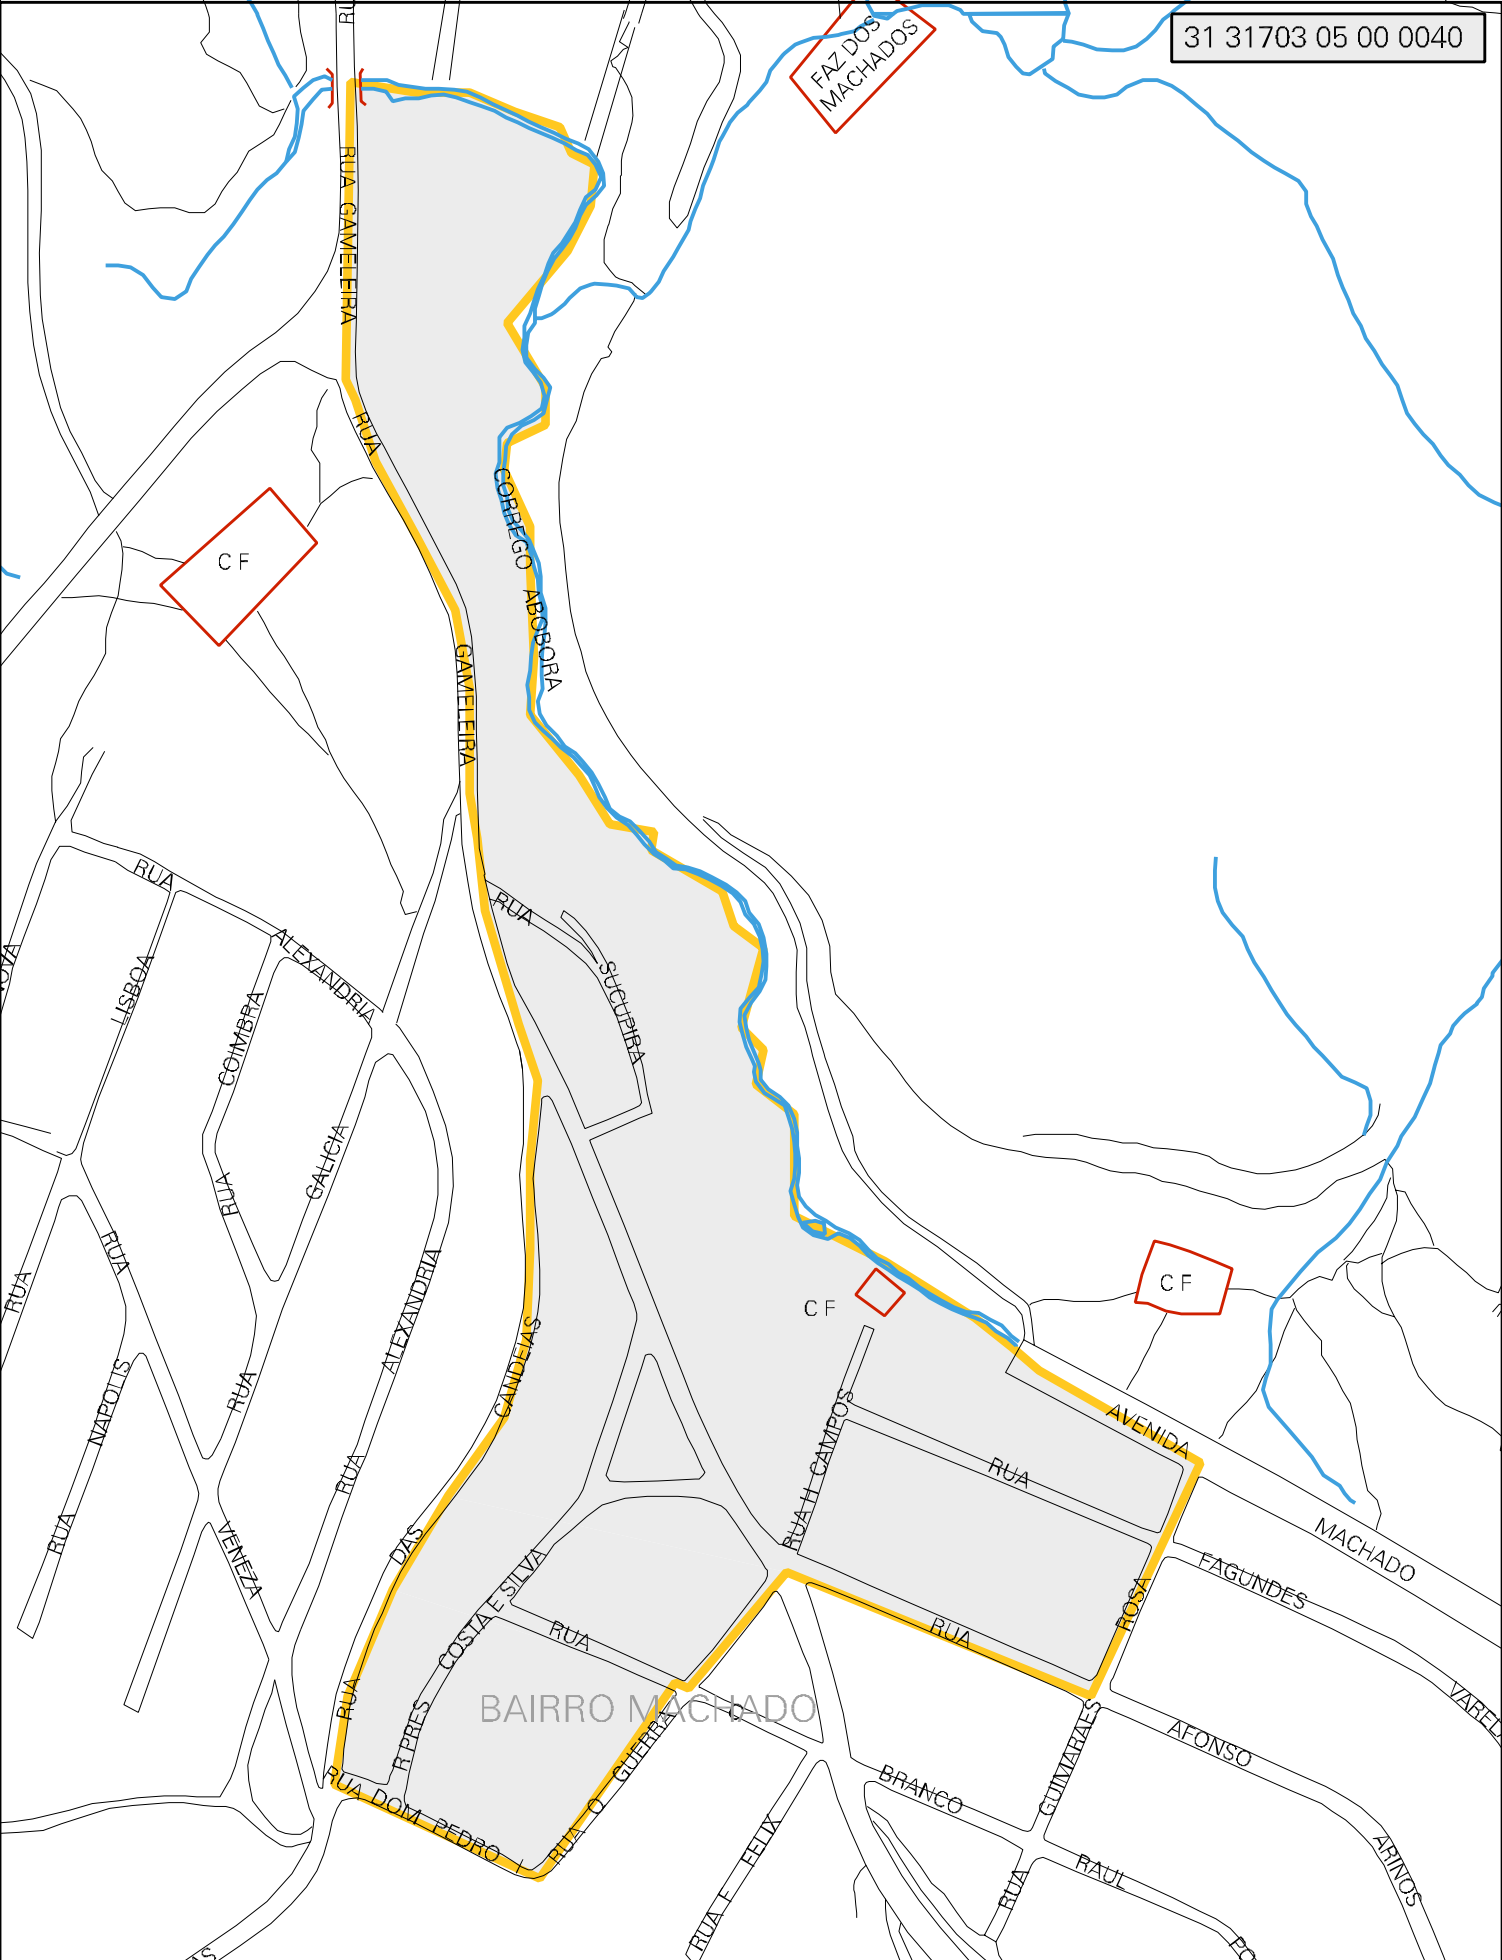 31 31703 05 00 0040
FAZ DOS
MACHADOS
RUA GAMELEIRA
RUA
GAMELEIRA
CORREGO ABOBORA
C F
RUA
ALEXANDRIA
LISBOA
COIMBRA
RUA
SUCUPIRA
GALICIA
RUA
RUA
RUA
ALEXANDRIA
NAPOLIS
RUA
RUA
RUA
VENEZA
CANDEIAS
DAS
RUA
C F
C F
RUA H CAMPOS
RUA
AVENIDA
MACHADO
FAGUNDES
VARELA
ROSA
RUA
COSTA E SILVA
R PRES
RUA
BAIRRO MACHADO
RUA DOM PEDRO I
RUA O GUERRA
GUIMARAES
AFONSO
ARINOS
BRANCO
RAUL
RUA
RUA F FELIX